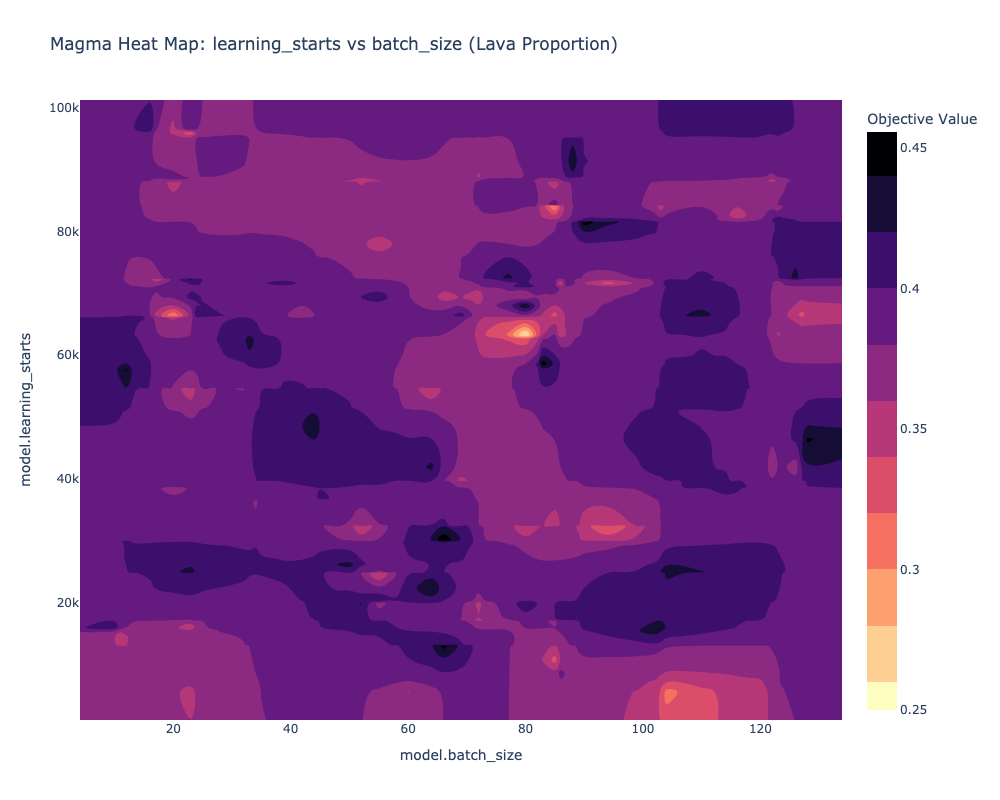 Magma Heat Map: learning_starts vs batch_size (Lava Proportion)
Objective Value
100k
80k
60k
40k
20k
model.learning_starts
20 40 60 80 100 120
model.batch_size
0.45
0.4
0.35
0.3
0.25